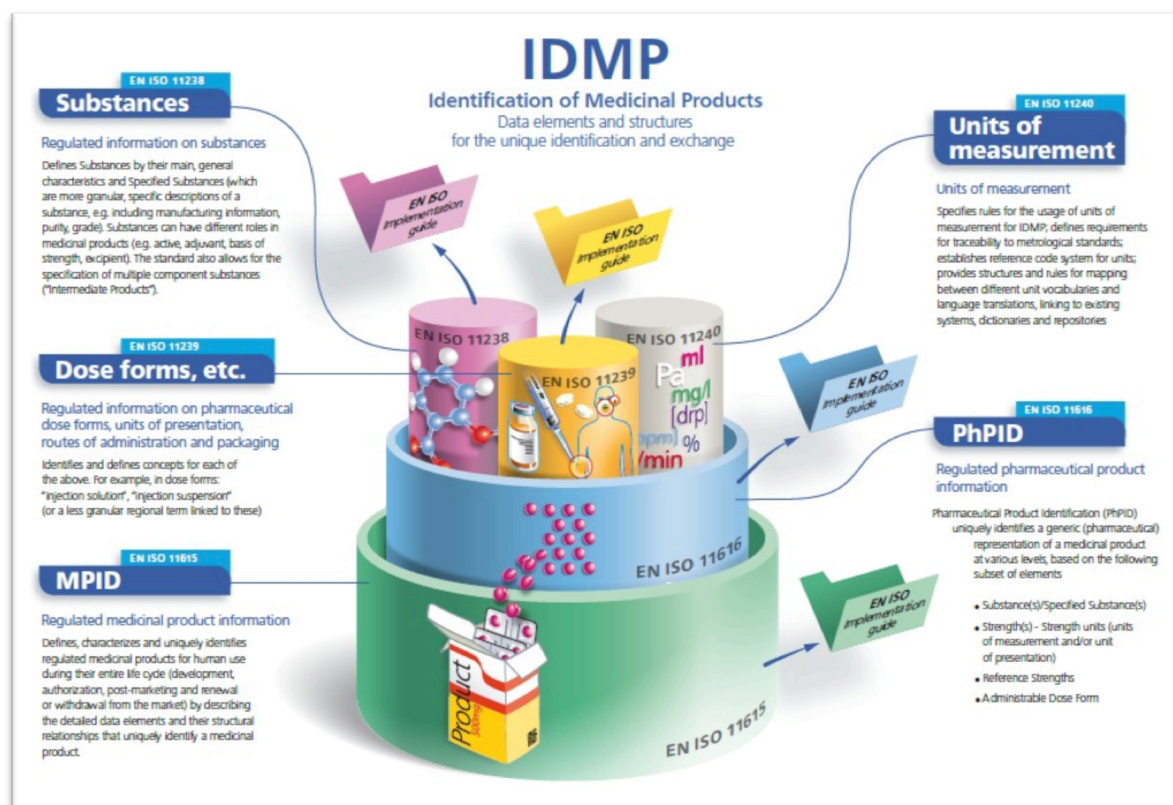 IDMP
Identification of Medicinal Products
Data elements and structures
for the unique identification and exchange
EN ISO 11238
Substances
Regulated information on substances
Defines Substances by their main, general
characteristics and Specified Substances (which
are more granular, specific descriptions of a
substance, e.g. including manufacturing information,
purity, grade). Substances can have different roles in
medicinal products (e.g. active, adjuvant, basis of
strength, excipient). The standard also allows for the
specification of multiple component substances
("Intermediate Products").
EN ISO 11239
Dose forms, etc.
Regulated information on pharmaceutical
dose forms, units of presentation,
routes of administration and packaging
Identifies and defines concepts for each of
the above. For example, in dose forms:
"injection solution", "injection suspension"
(or a less granular regional term linked to these)
EN ISO 11615
MPID
Regulated medicinal product information
Defines, characterizes and uniquely identifies
regulated medicinal products for human use
during their entire life cycle (development,
authorization, post-marketing and renewal
or withdrawal from the market) by describing
the detailed data elements and their structural
relationships that uniquely identify a medicinal
product.
EN ISO
Implementation
guide
EN ISO
Implementation
guide
EN ISO 11238
EN ISO 11239
EN ISO 11240
ml
Pa
mg/l
[drp]
[ppm]
%
/min
EN ISO
Implementation
guide
EN ISO 11616
EN ISO
Implementation
guide
Product
500mg
EN ISO 11615
EN ISO 11240
Units of
measurement
Units of measurement
Specifies rules for the usage of units of
measurement for IDMP; defines requirements
for traceability to metrological standards;
establishes reference code system for units;
provides structures and rules for mapping
between different unit vocabularies and
language translations, linking to existing
systems, dictionaries and repositories
EN ISO 11616
PhPID
Regulated pharmaceutical product
information
Pharmaceutical Product Identification (PhPID)
uniquely identifies a generic (pharmaceutical)
representation of a medicinal product
at various levels, based on the following
subset of elements
• Substance(s)/Specified Substance(s)
• Strength(s) – Strength units (units
of measurement and/or unit
of presentation)
• Reference Strengths
• Administrable Dose Form